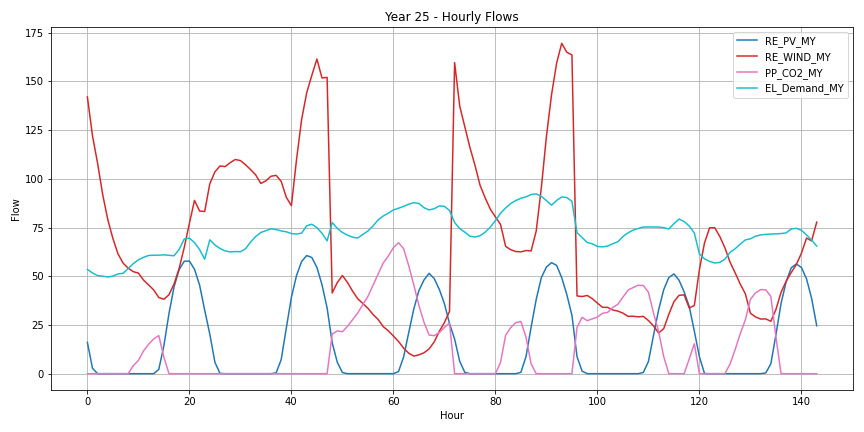 Year 25 - Hourly Flows
RE_PV_MY
RE_WIND_MY
PP_CO2_MY
EL_Demand_MY
Flow
175
150
125
100
75
50
25
0
0
20
40
60
80
100
120
140
Hour